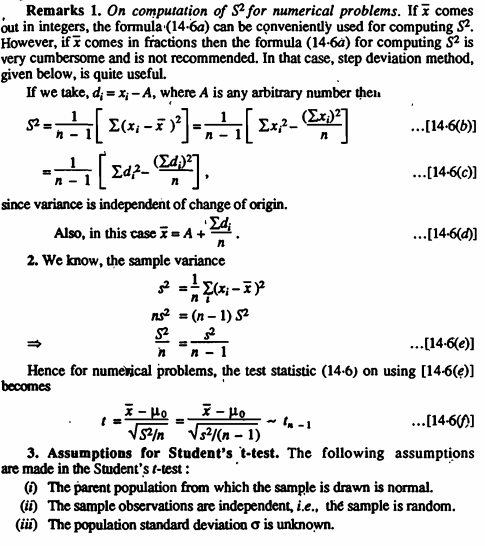 Remarks 1. On computation of S² for numerical problems. If x̄ comes
out in integers, the formula (14·6a) can be conveniently used for computing S².
However, if x̄ comes in fractions then the formula (14·6a) for computing S² is
very cumbersome and is not recommended. In that case, step deviation method,
given below, is quite useful.
If we take, dᵢ = xᵢ – A, where A is any arbitrary number then
S² = 1/(n – 1) [ Σ(xᵢ – x̄ )² ] = 1/(n – 1) [ Σxᵢ² – (Σxᵢ)²/n ] ...[14·6(b)]
= 1/(n – 1) [ Σdᵢ² – (Σdᵢ)²/n ] , ...[14·6(c)]
since variance is independent of change of origin.
Also, in this case x̄ = A + Σdᵢ/n . ...[14·6(d)]
2. We know, the sample variance
s² = 1/n Σᵢ (xᵢ – x̄ )²
ns² = (n – 1) S²
⇒ S²/n = s²/(n – 1) ...[14·6(e)]
Hence for numerical problems, the test statistic (14·6) on using [14·6(e)]
becomes
t = (x̄ – μ₀)/√(S²/n) = (x̄ – μ₀)/√(s²/(n – 1)) ~ tₙ ₋ ₁ ...[14·6(f)]
3. Assumptions for Student's t-test. The following assumptions
are made in the Student's t-test :
(i) The parent population from which the sample is drawn is normal.
(ii) The sample observations are independent, i.e., the sample is random.
(iii) The population standard deviation σ is unknown.